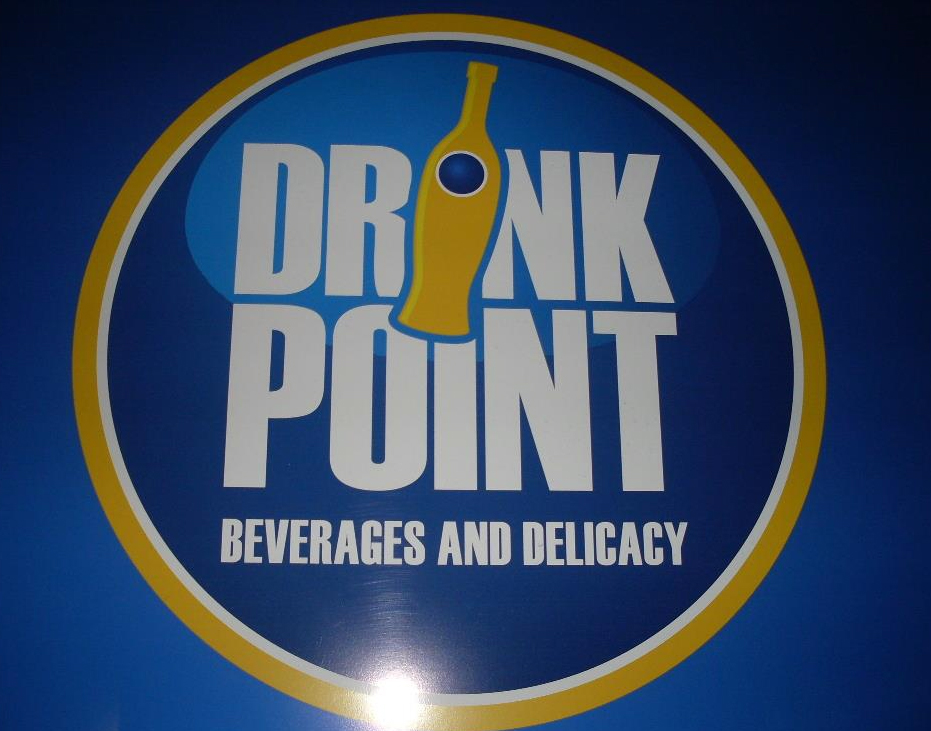 DRINK
POINT
BEVERAGES AND DELICACY